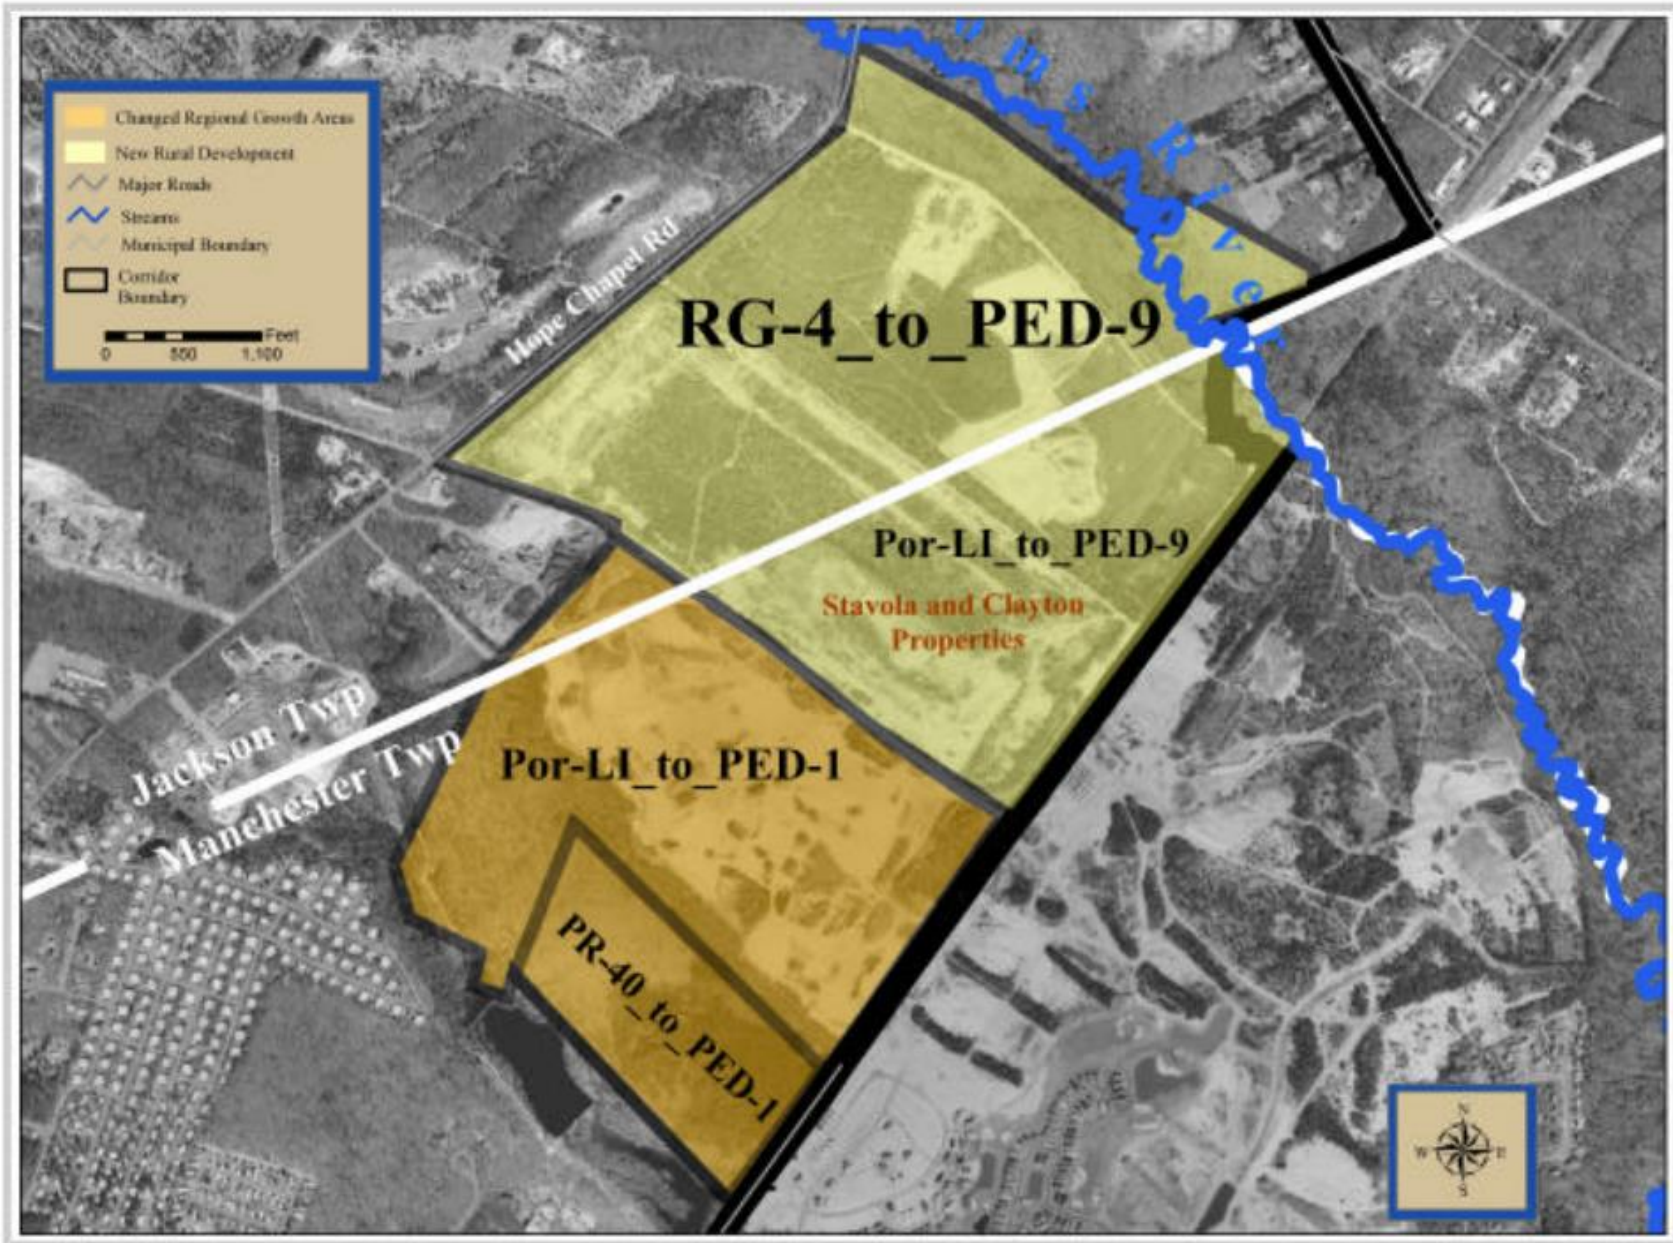 Changed Regional Growth Areas
New Rural Development
Major Roads
Streams
Municipal Boundary
Corridor
Boundary
Feet
0 550 1,100
River
Hope Chapel Rd
RG-4_to_PED-9
Por-LI_to_PED-9
Stavola and Clayton
Properties
Jackson Twp
Manchester Twp
Por-LI_to_PED-1
PR-40_to_PED-1
N
W E
S